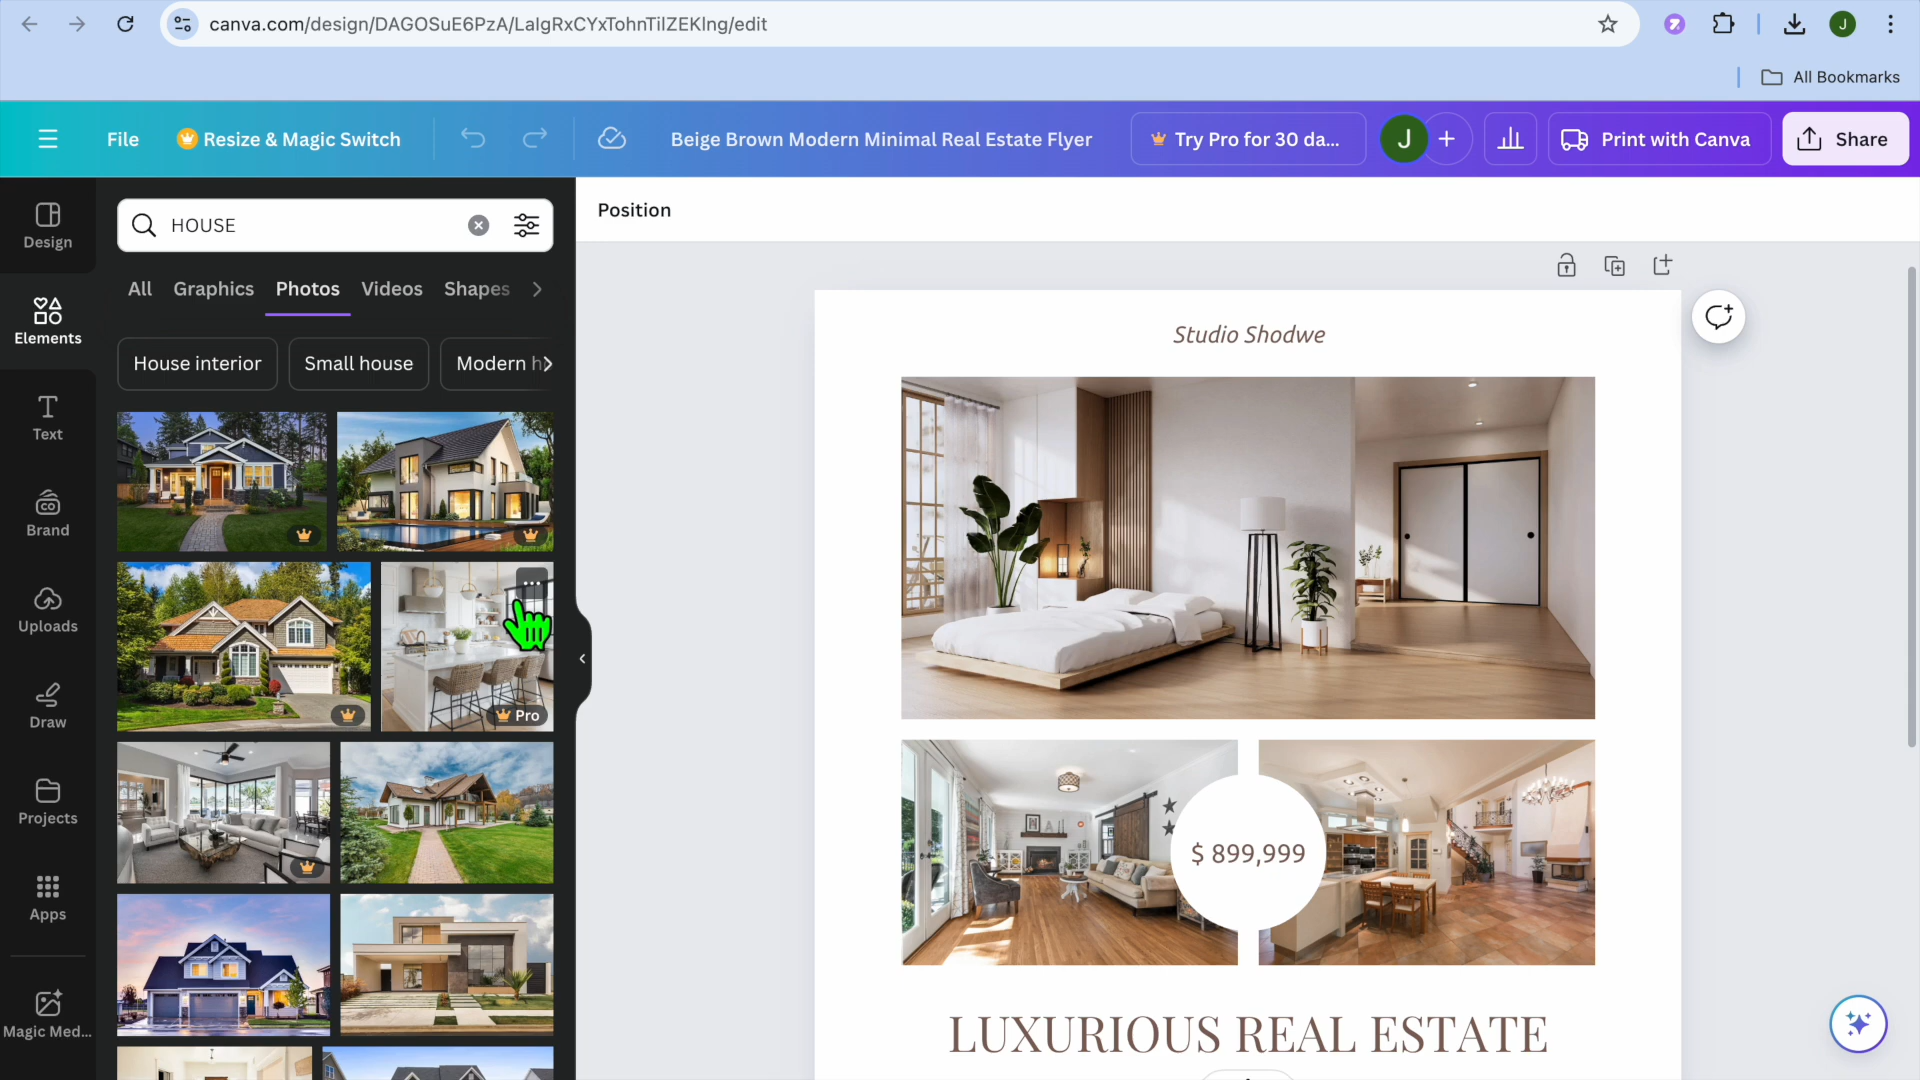 canva.com/design/DAGOSuE6PzA/LaIgRxCYxTohnTilZEKlng/edit
J
All Bookmarks
File
Resize & Magic Switch
Beige Brown Modern Minimal Real Estate Flyer
Try Pro for 30 da...
J
Print with Canva
Share
Design
Elements
Text
Brand
Uploads
Draw
Projects
Apps
Magic Med...
HOUSE
All
Graphics
Photos
Videos
Shapes
House interior
Small house
Modern h
Pro
Position
Studio Shodwe
$ 899,999
LUXURIOUS REAL ESTATE